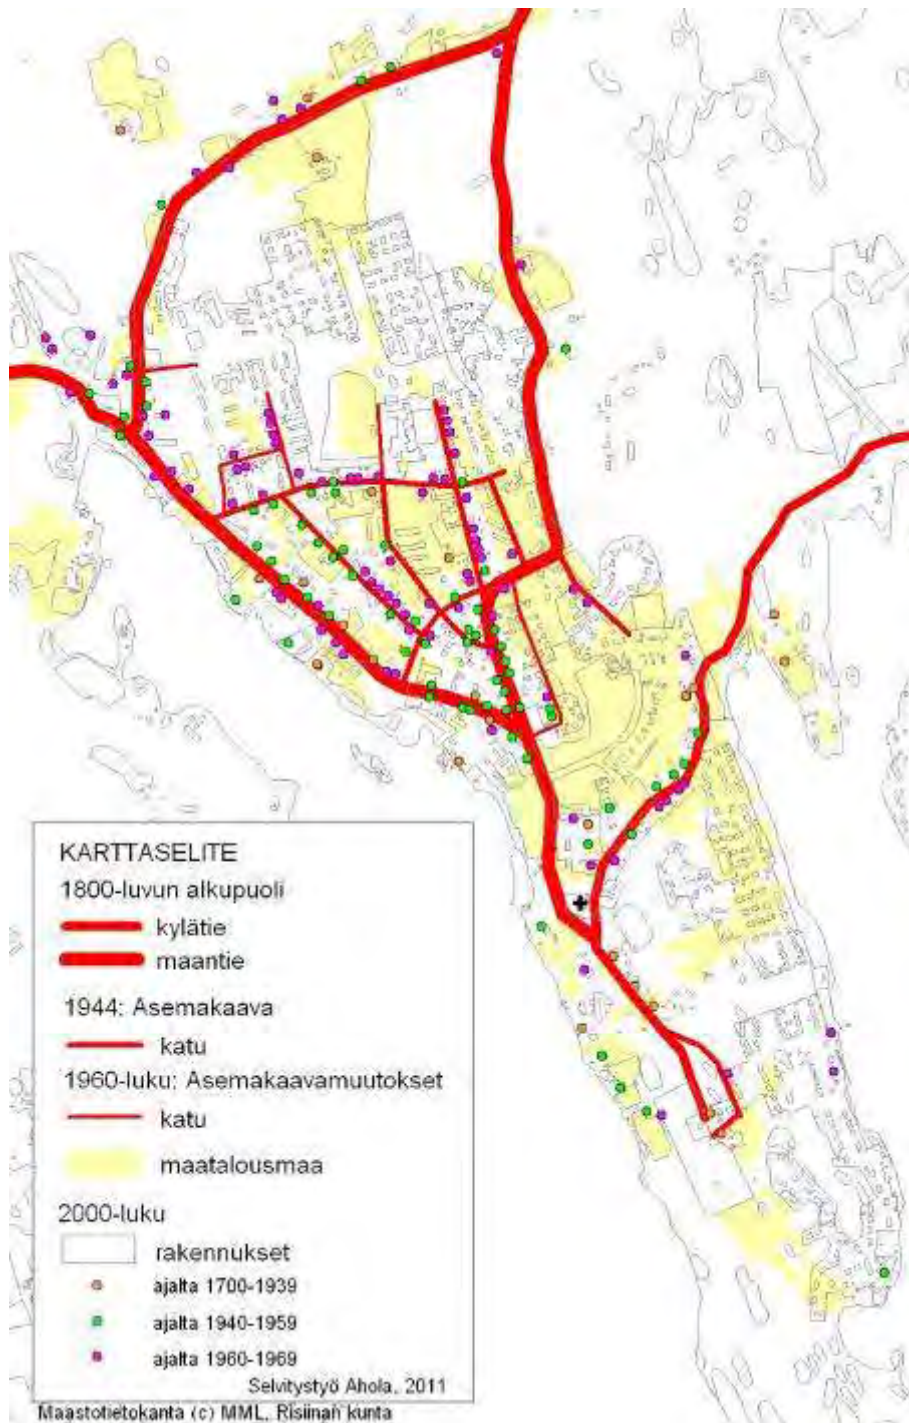 KARTTASELITE
1800-luvun alkupuoli
kylätie
maantie
1944: Asemakaava
katu
1960-luku: Asemakaavamuutokset
katu
maatalousmaa
2000-luku
rakennukset
ajalta 1700-1939
ajalta 1940-1959
ajalta 1960-1969
Selvitystyö Ahola, 2011
Maastotietokanta (c) MML, Risiinan kunta